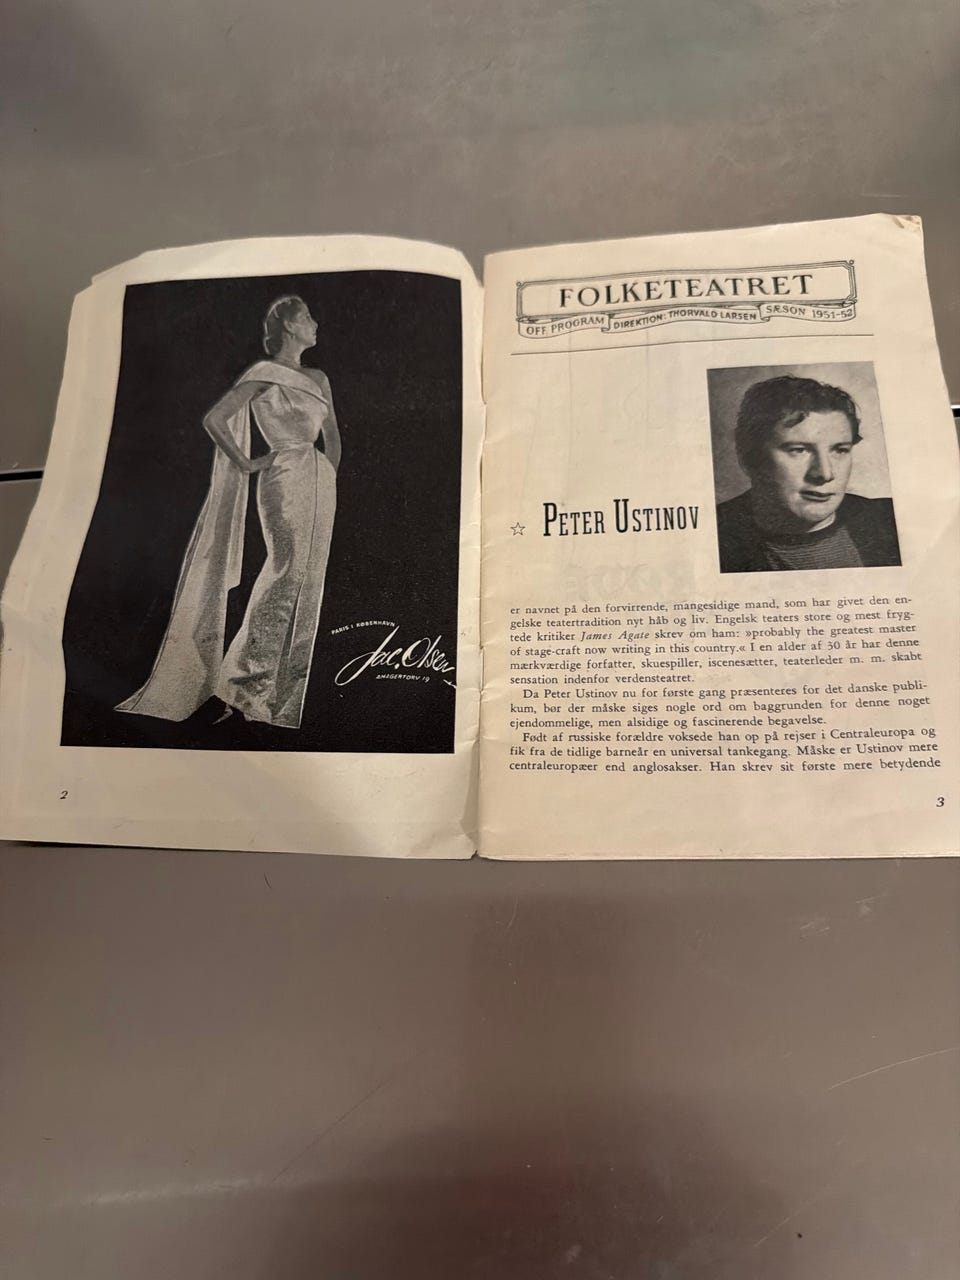 PARIS I KØBENHAVN
Jac. Olsen
AMAGERTORV 19
2
FOLKETEATRET
OFF. PROGRAM DIREKTION: THORVALD LARSEN SÆSON 1951-52
☆ PETER USTINOV
er navnet på den forvirrende, mangesidige mand, som har givet den en-
gelske teatertradition nyt håb og liv. Engelsk teaters store og mest fryg-
tede kritiker James Agate skrev om ham: »probably the greatest master
of stage-craft now writing in this country.« I en alder af 30 år har denne
mærkværdige forfatter, skuespiller, iscenesætter, teaterleder m. m. skabt
sensation indenfor verdensteatret.
Da Peter Ustinov nu for første gang præsenteres for det danske publi-
kum, bør der måske siges nogle ord om baggrunden for denne noget
ejendommelige, men alsidige og fascinerende begavelse.
Født af russiske forældre voksede han op på rejser i Centraleuropa og
fik fra de tidlige barneår en universal tankegang. Måske er Ustinov mere
centraleuropæer end anglosakser. Han skrev sit første mere betydende
3